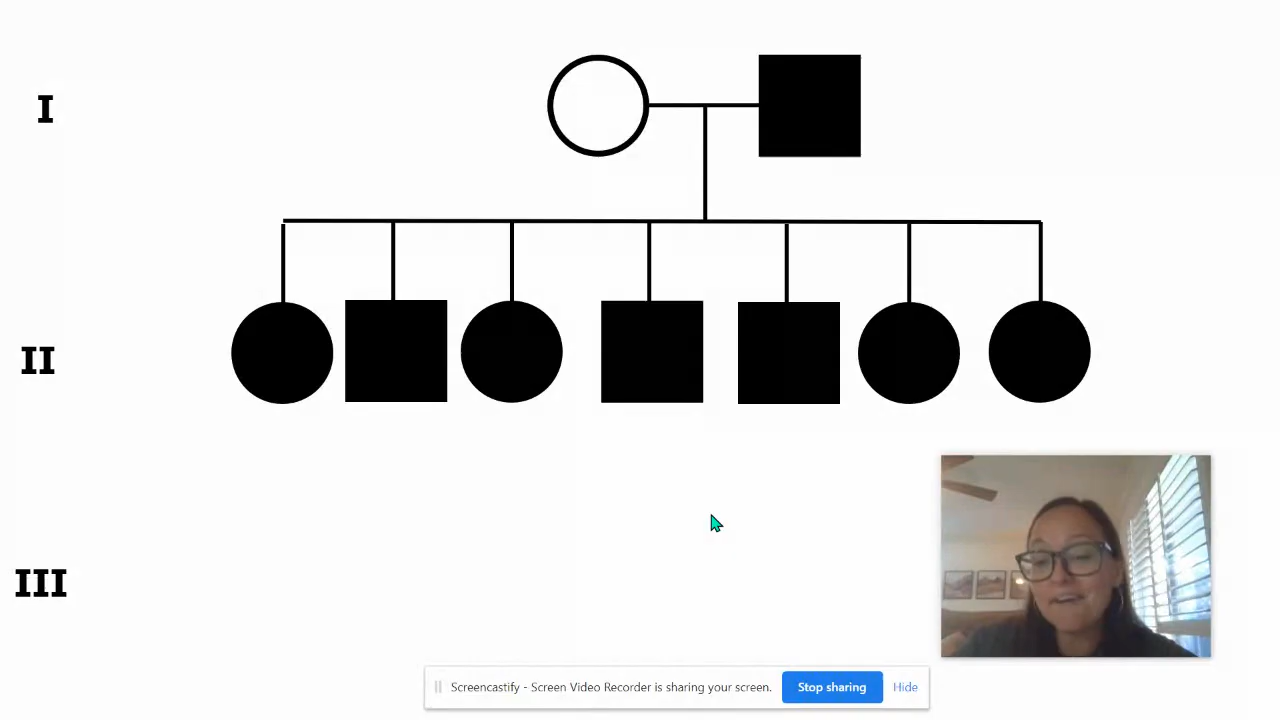 I
II
III
Screencastify - Screen Video Recorder is sharing your screen.
Stop sharing
Hide